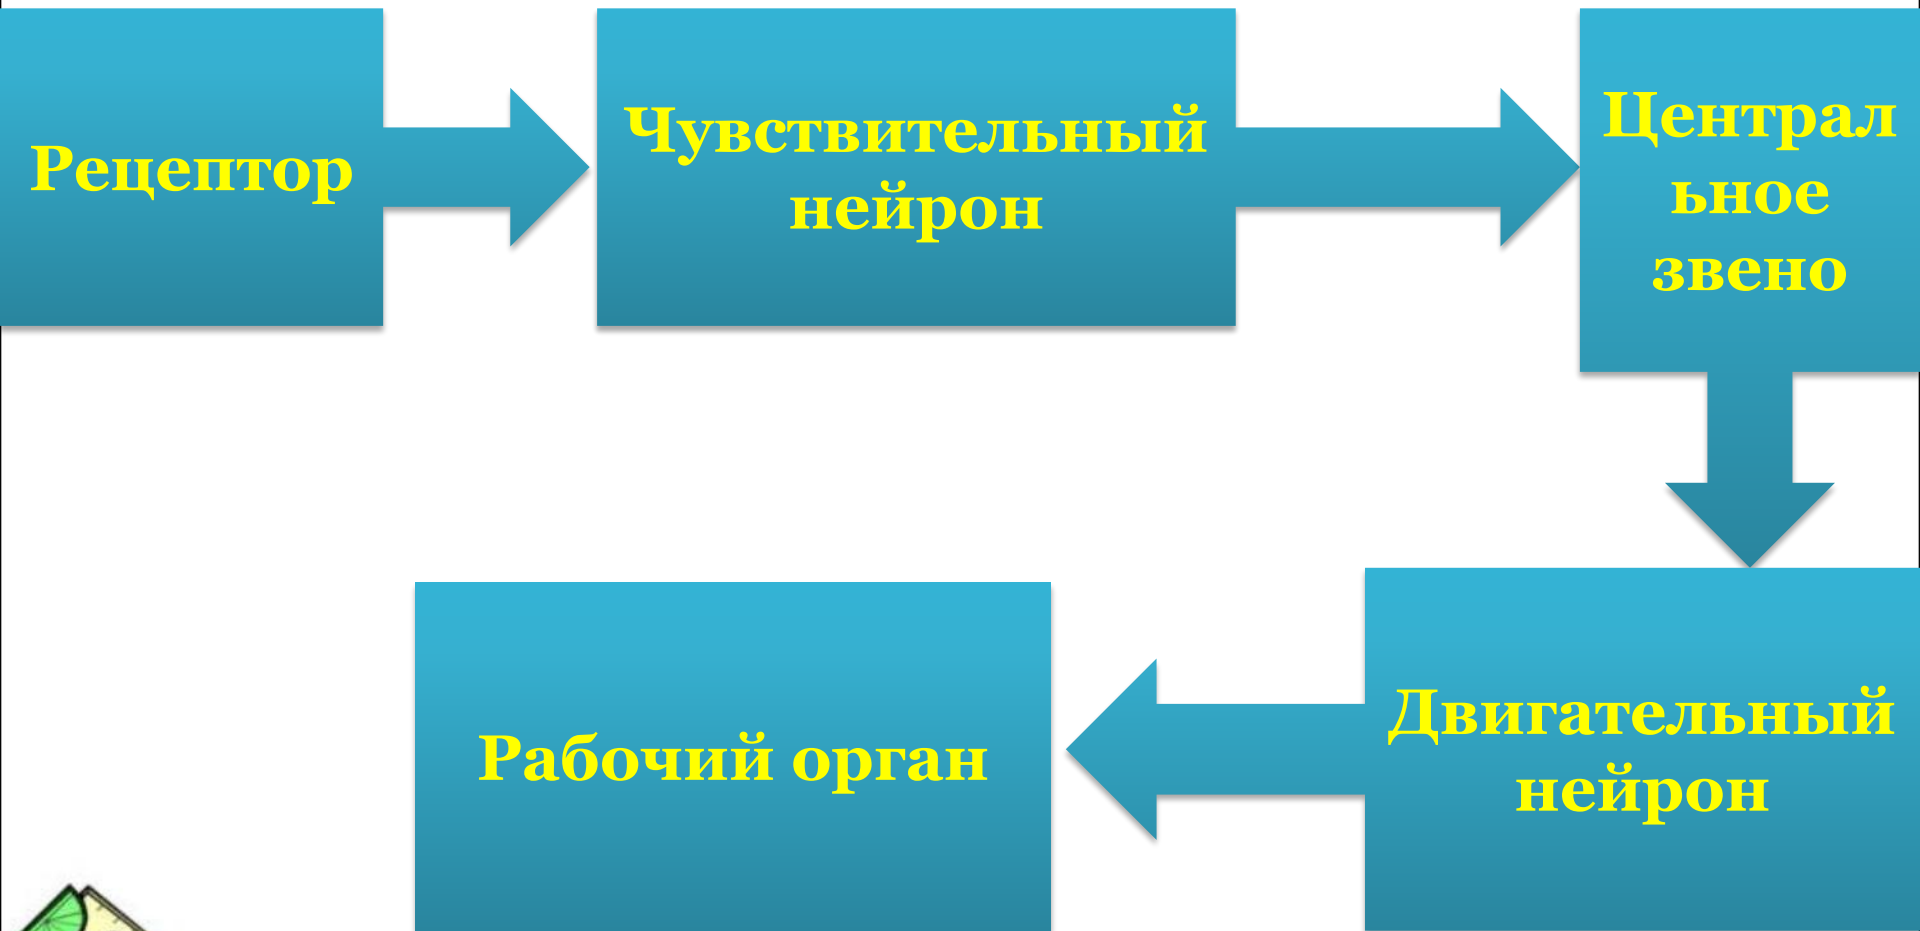 Рецептор
Чувствительный
нейрон
Централ
ьное
звено
Рабочий орган
Двигательный
нейрон